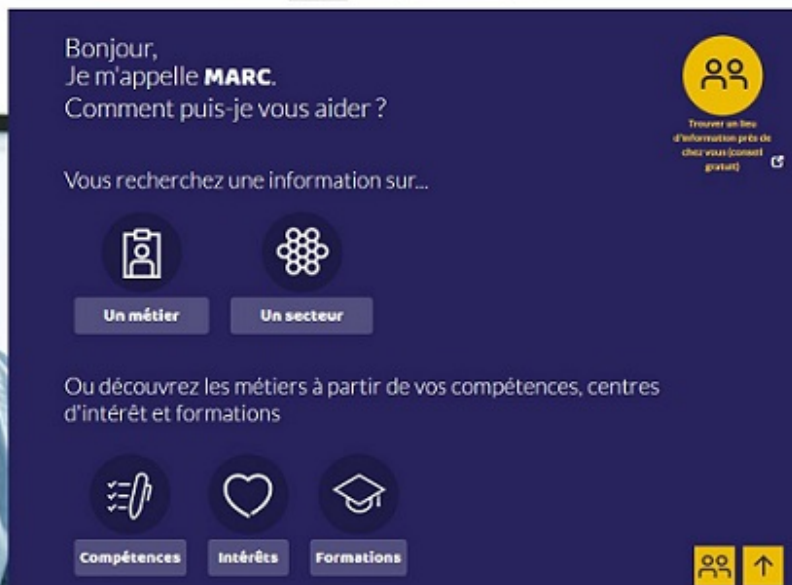 Bonjour,
Je m'appelle MARC.
Comment puis-je vous aider ?
Trouver un lieu
d'information près de
chez vous (conseil
gratuit)
Vous recherchez une information sur...
Un métier
Un secteur
Ou découvrez les métiers à partir de vos compétences, centres
d'intérêt et formations
Compétences
Intérêts
Formations